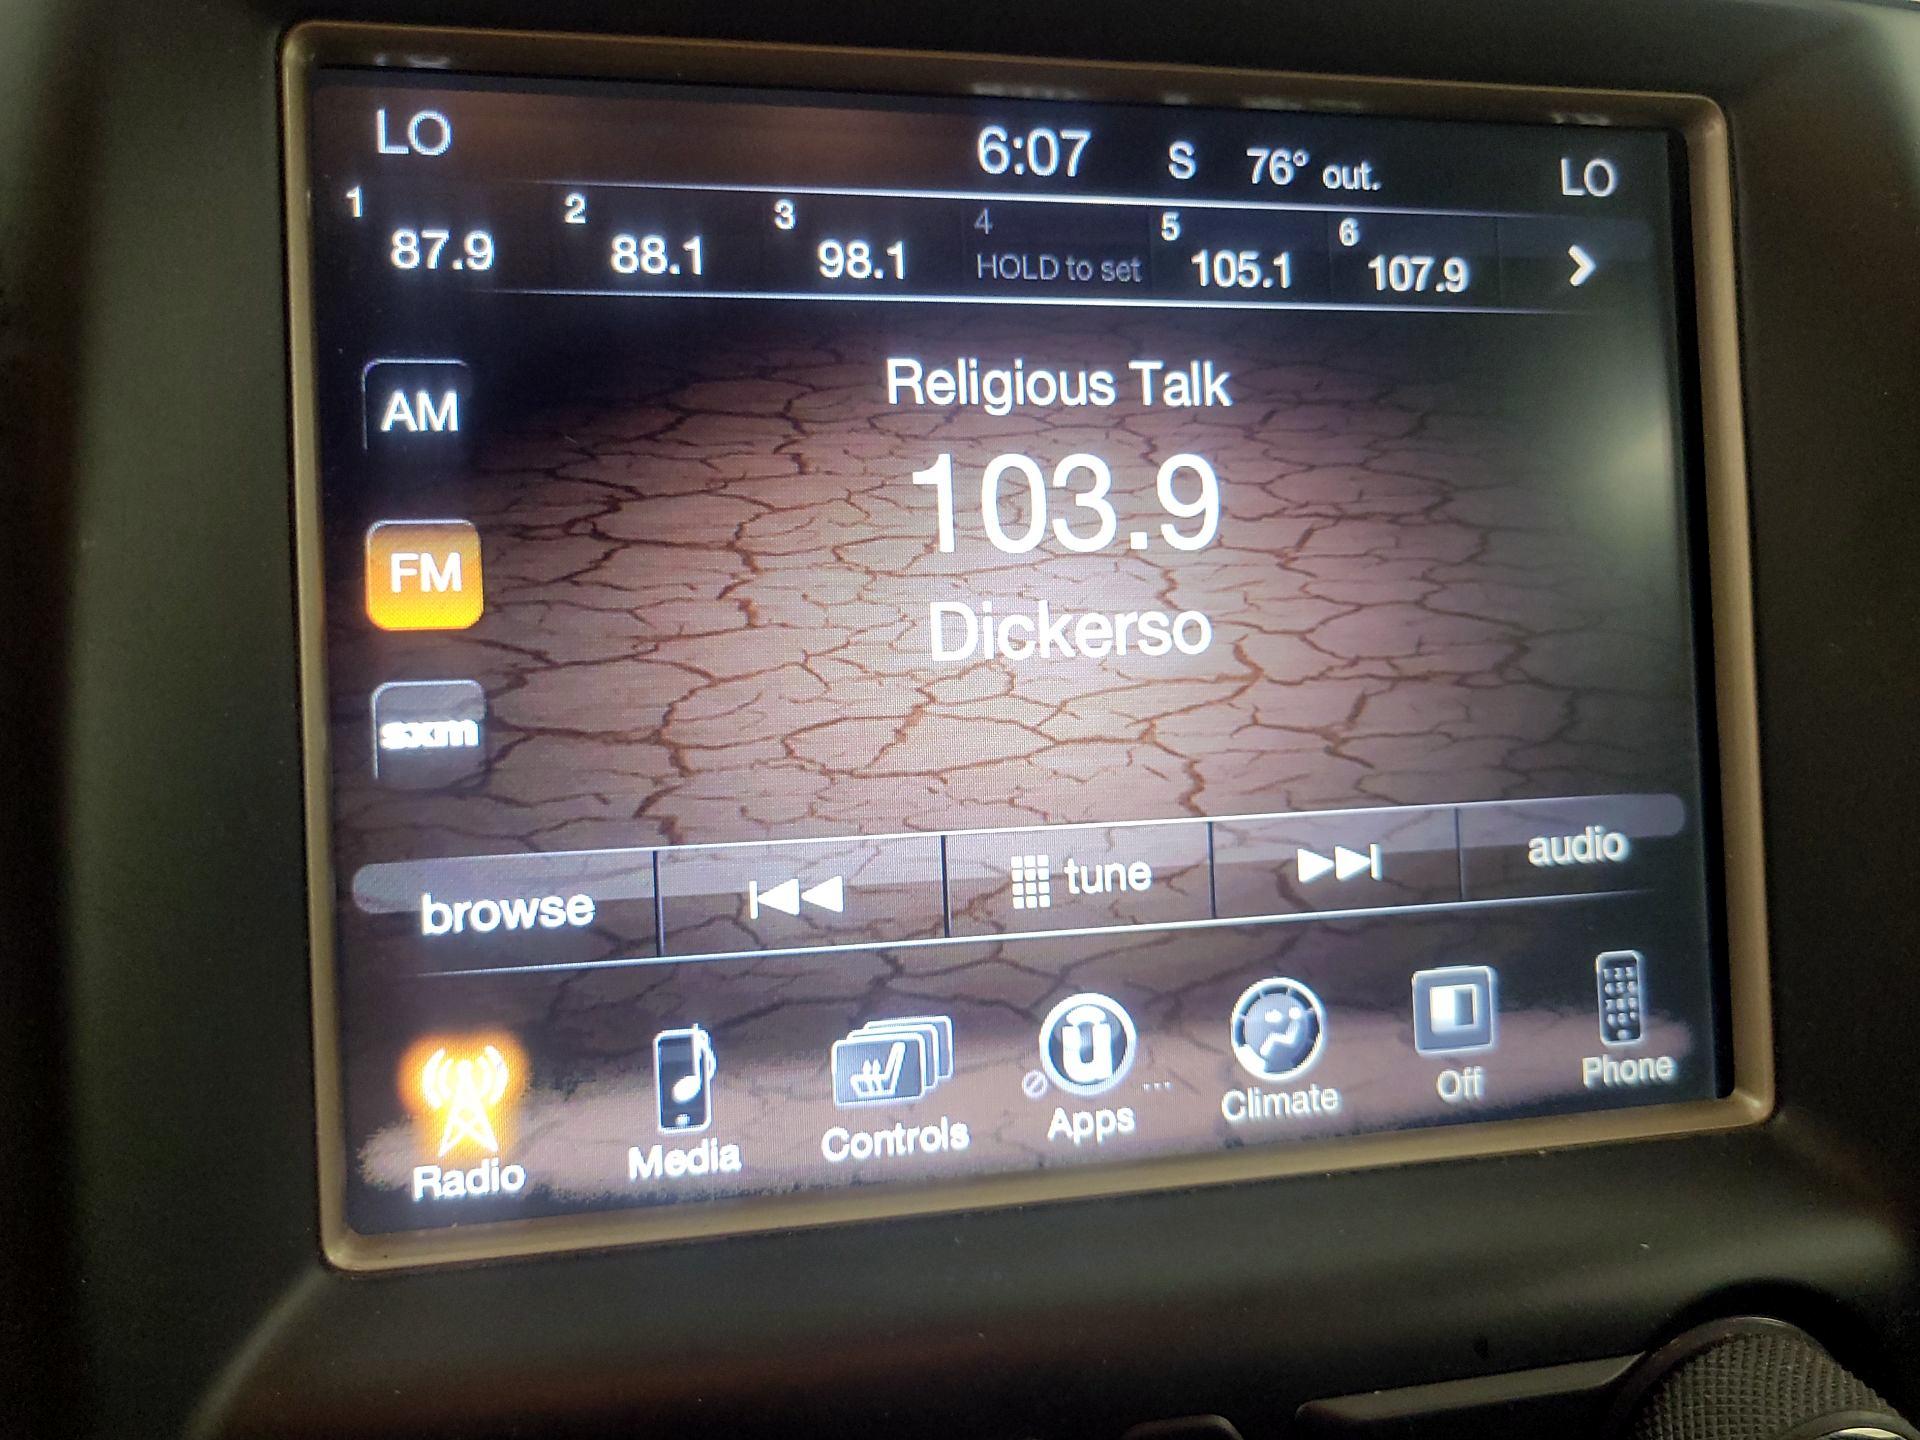 LO 6:07 S 76° out. LO
1 87.9 2 88.1 3 98.1 4 HOLD to set 5 105.1 6 107.9
AM
Religious Talk
103.9
FM
Dickerso
sxm
browse tune audio
Radio Media Controls Apps ... Climate Off Phone